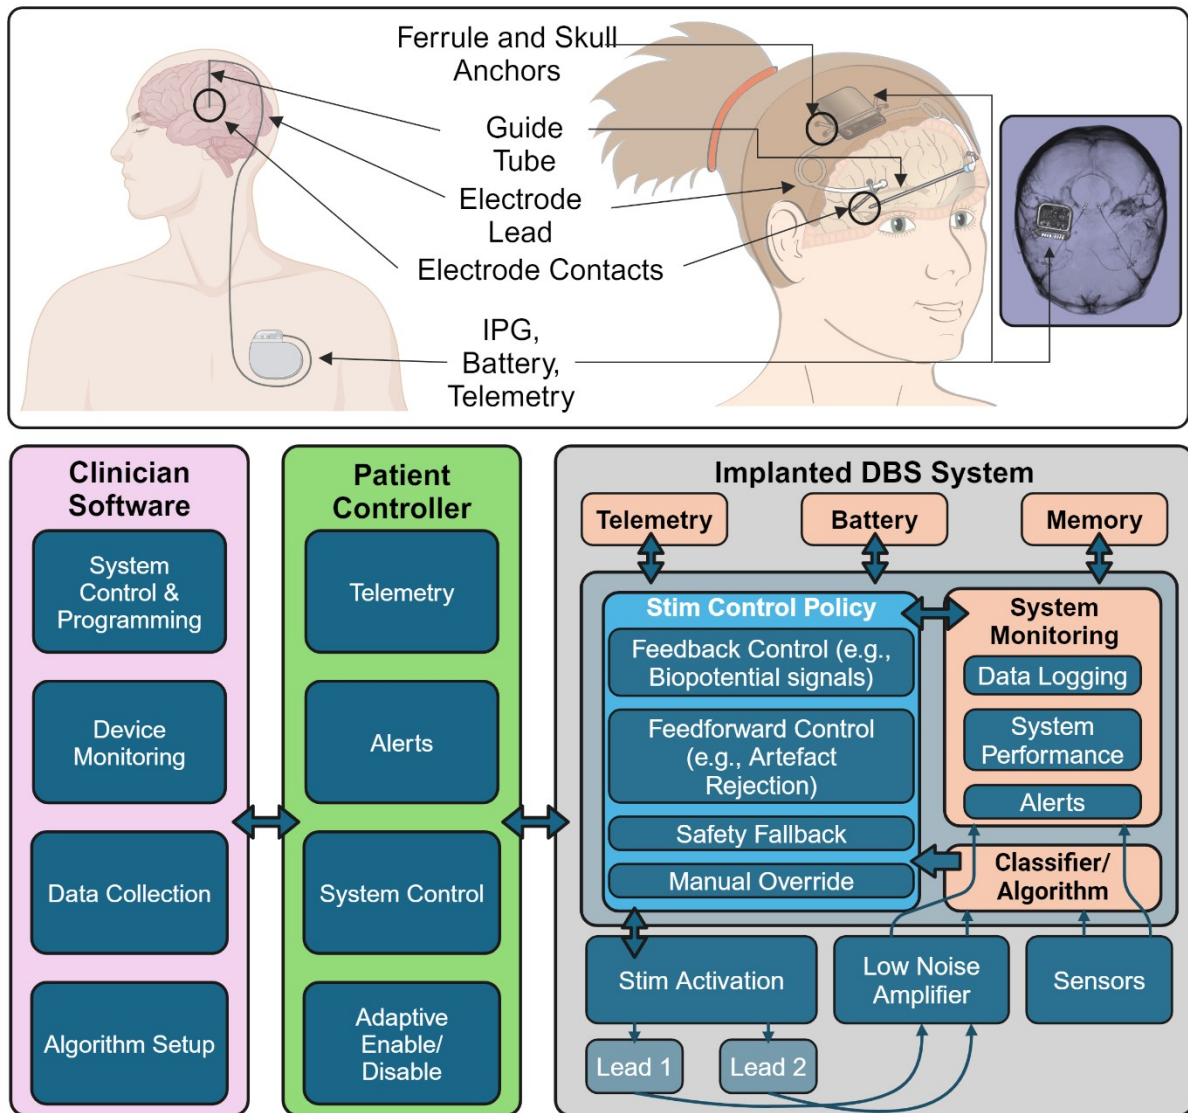 Ferrule and Skull
Anchors
Guide
Tube
Electrode
Lead
Electrode Contacts
IPG,
Battery,
Telemetry
Clinician
Software
System
Control &
Programming
Device
Monitoring
Data Collection
Algorithm Setup
Patient
Controller
Telemetry
Alerts
System Control
Adaptive
Enable/
Disable
Implanted DBS System
Telemetry
Battery
Memory
Stim Control Policy
Feedback Control (e.g.,
Biopotential signals)
Feedforward Control
(e.g., Artefact
Rejection)
Safety Fallback
Manual Override
System
Monitoring
Data Logging
System
Performance
Alerts
Classifier/
Algorithm
Stim Activation
Low Noise
Amplifier
Sensors
Lead 1
Lead 2